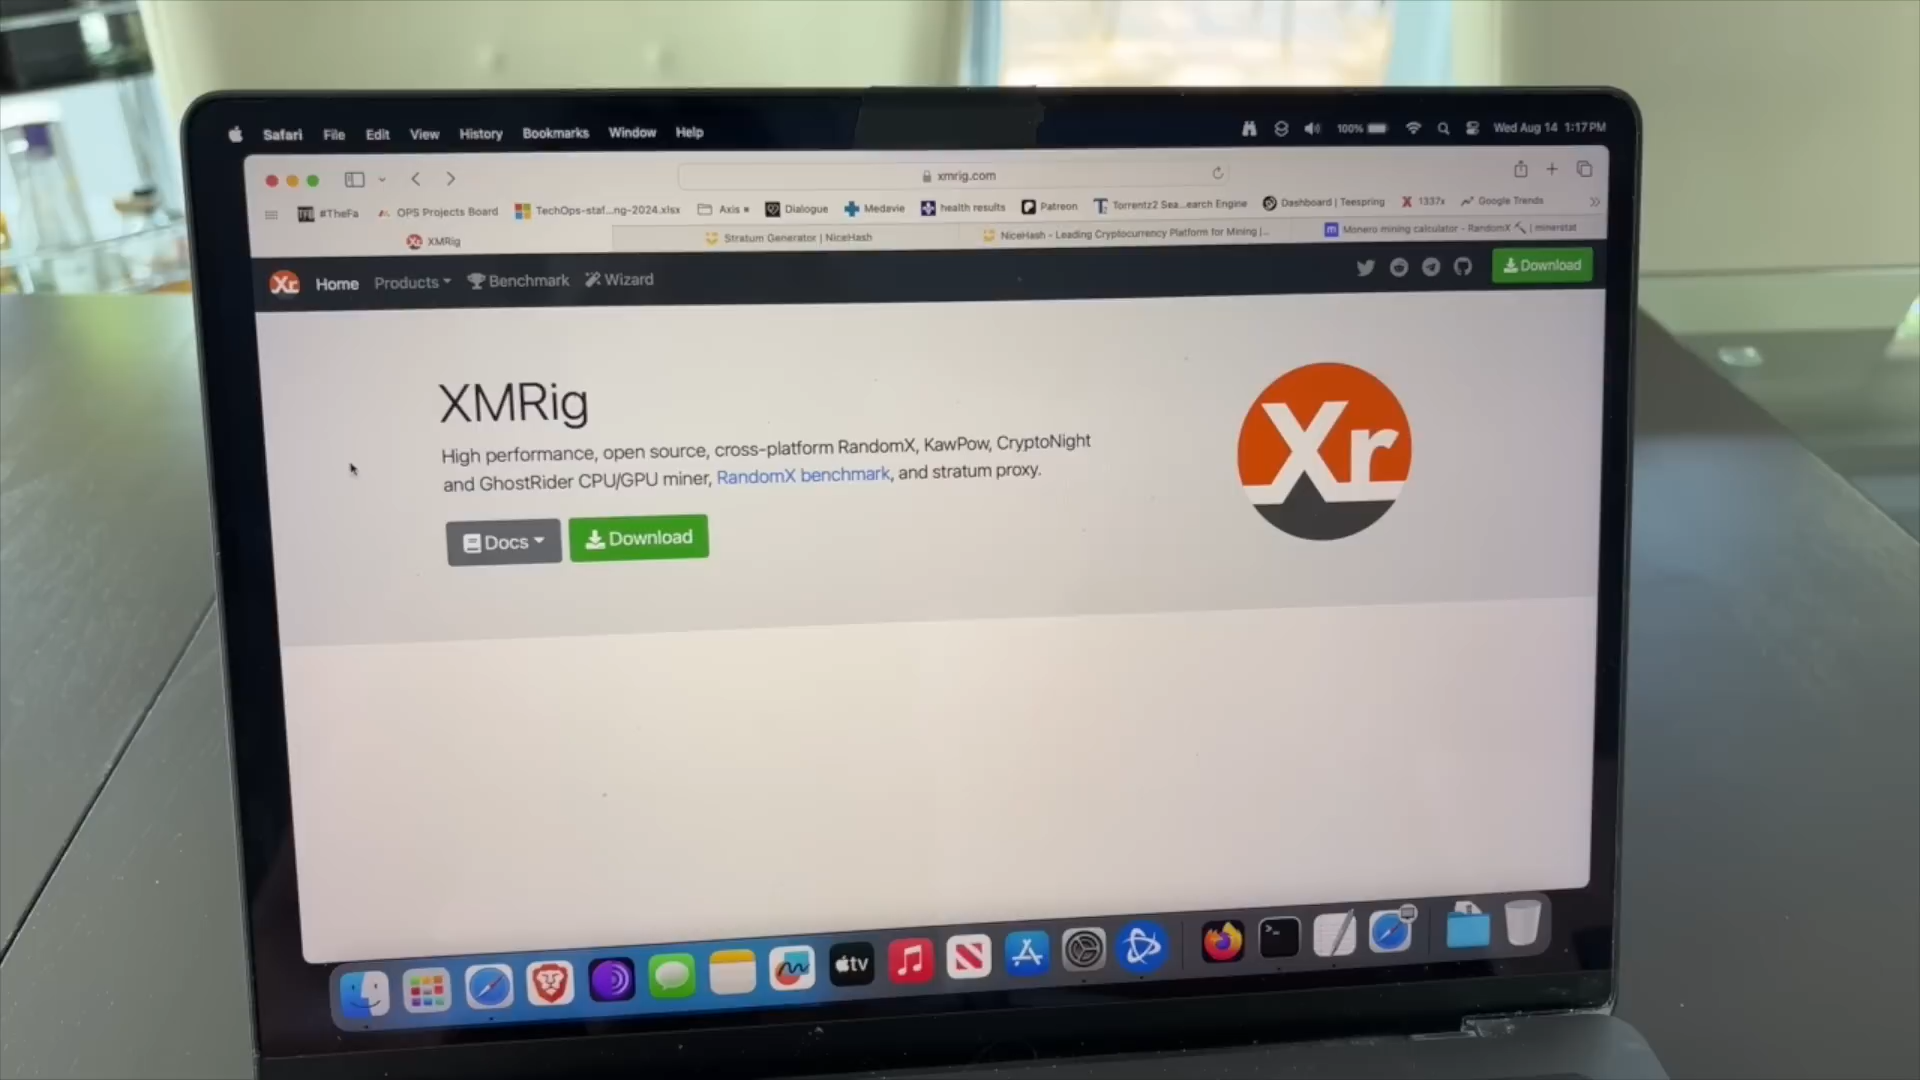 Safari File Edit View History Bookmarks Window Help 100% Wed Aug 14 1:17PM
xmrig.com
#TheFa OPS Projects Board TechOps-staf...ng-2024.xlsx Axis Dialogue Medavie health results Patreon Torrentz2 Sea...earch Engine Dashboard | Teespring 1337x Google Trends
XMRig Stratum Generator | NiceHash NiceHash - Leading Cryptocurrency Platform for Mining |... Monero mining calculator - RandomX | minerstat
Xr Home Products Benchmark Wizard Download
XMRig
High performance, open source, cross-platform RandomX, KawPow, CryptoNight
and GhostRider CPU/GPU miner, RandomX benchmark, and stratum proxy.
Docs Download
Xr
tv